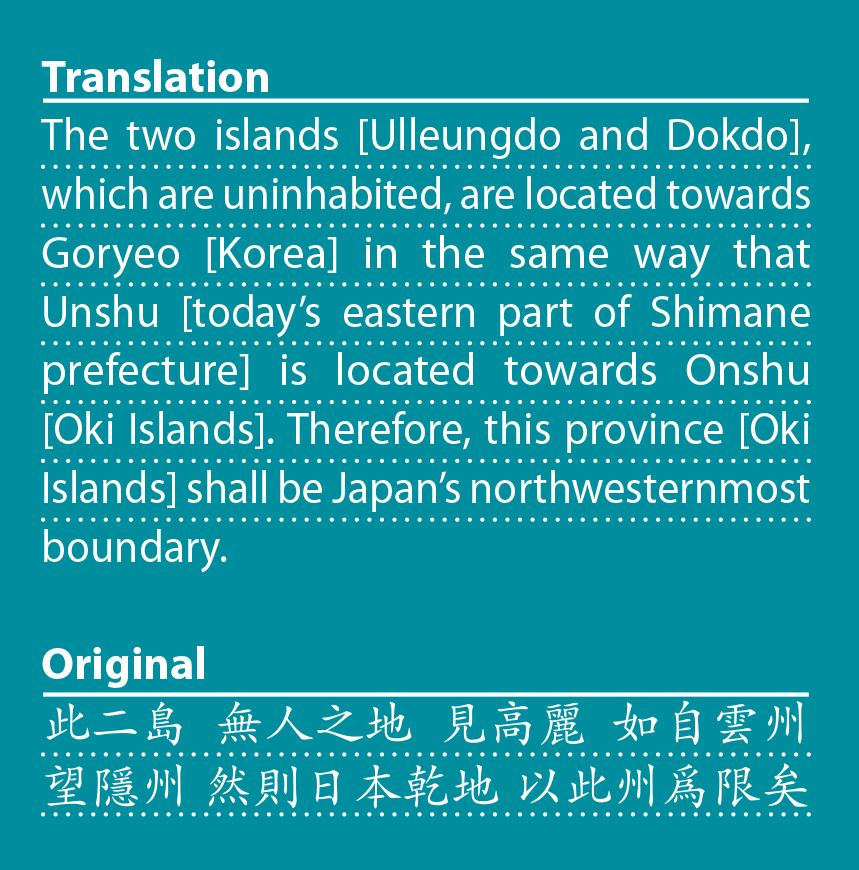 Translation
The two islands [Ulleungdo and Dokdo],
which are uninhabited, are located towards
Goryeo [Korea] in the same way that
Unshu [today’s eastern part of Shimane
prefecture] is located towards Onshu
[Oki Islands]. Therefore, this province [Oki
Islands] shall be Japan’s northwesternmost
boundary.
Original
此二島 無人之地 見高麗 如自雲州
望隱州 然則日本乾地 以此州爲限矣